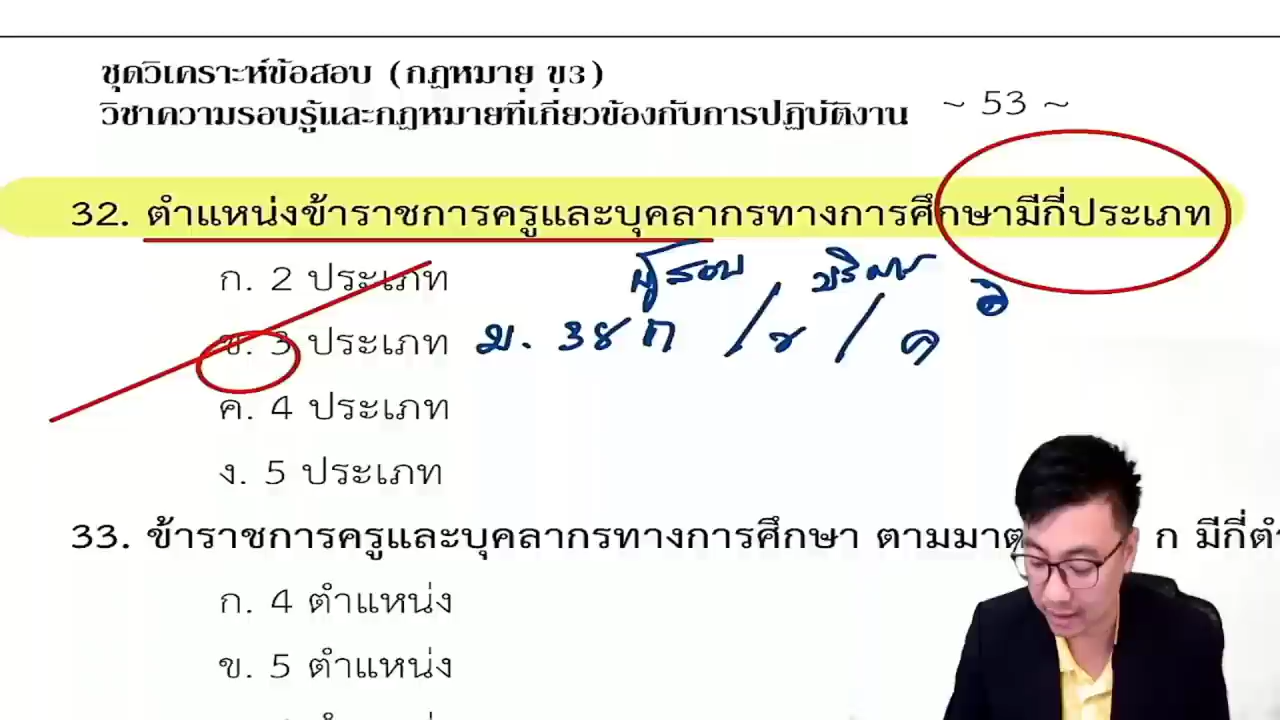 ชุดวิเคราะห์ข้อสอบ (กฎหมาย ข3)
วิชาความรอบรู้และกฎหมายที่เกี่ยวข้องกับการปฏิบัติงาน ~ 53 ~
32. ตำแหน่งข้าราชการครูและบุคลากรทางการศึกษามีกี่ประเภท
ก. 2 ประเภท
ผู้สอน / บริหาร
ข. 3 ประเภท ม. 38 ก / ข / ค
ค. 4 ประเภท
ง. 5 ประเภท
33. ข้าราชการครูและบุคลากรทางการศึกษา ก มีกี่
ก. 4 ตำแหน่ง
ข. 5 ตำแหน่ง